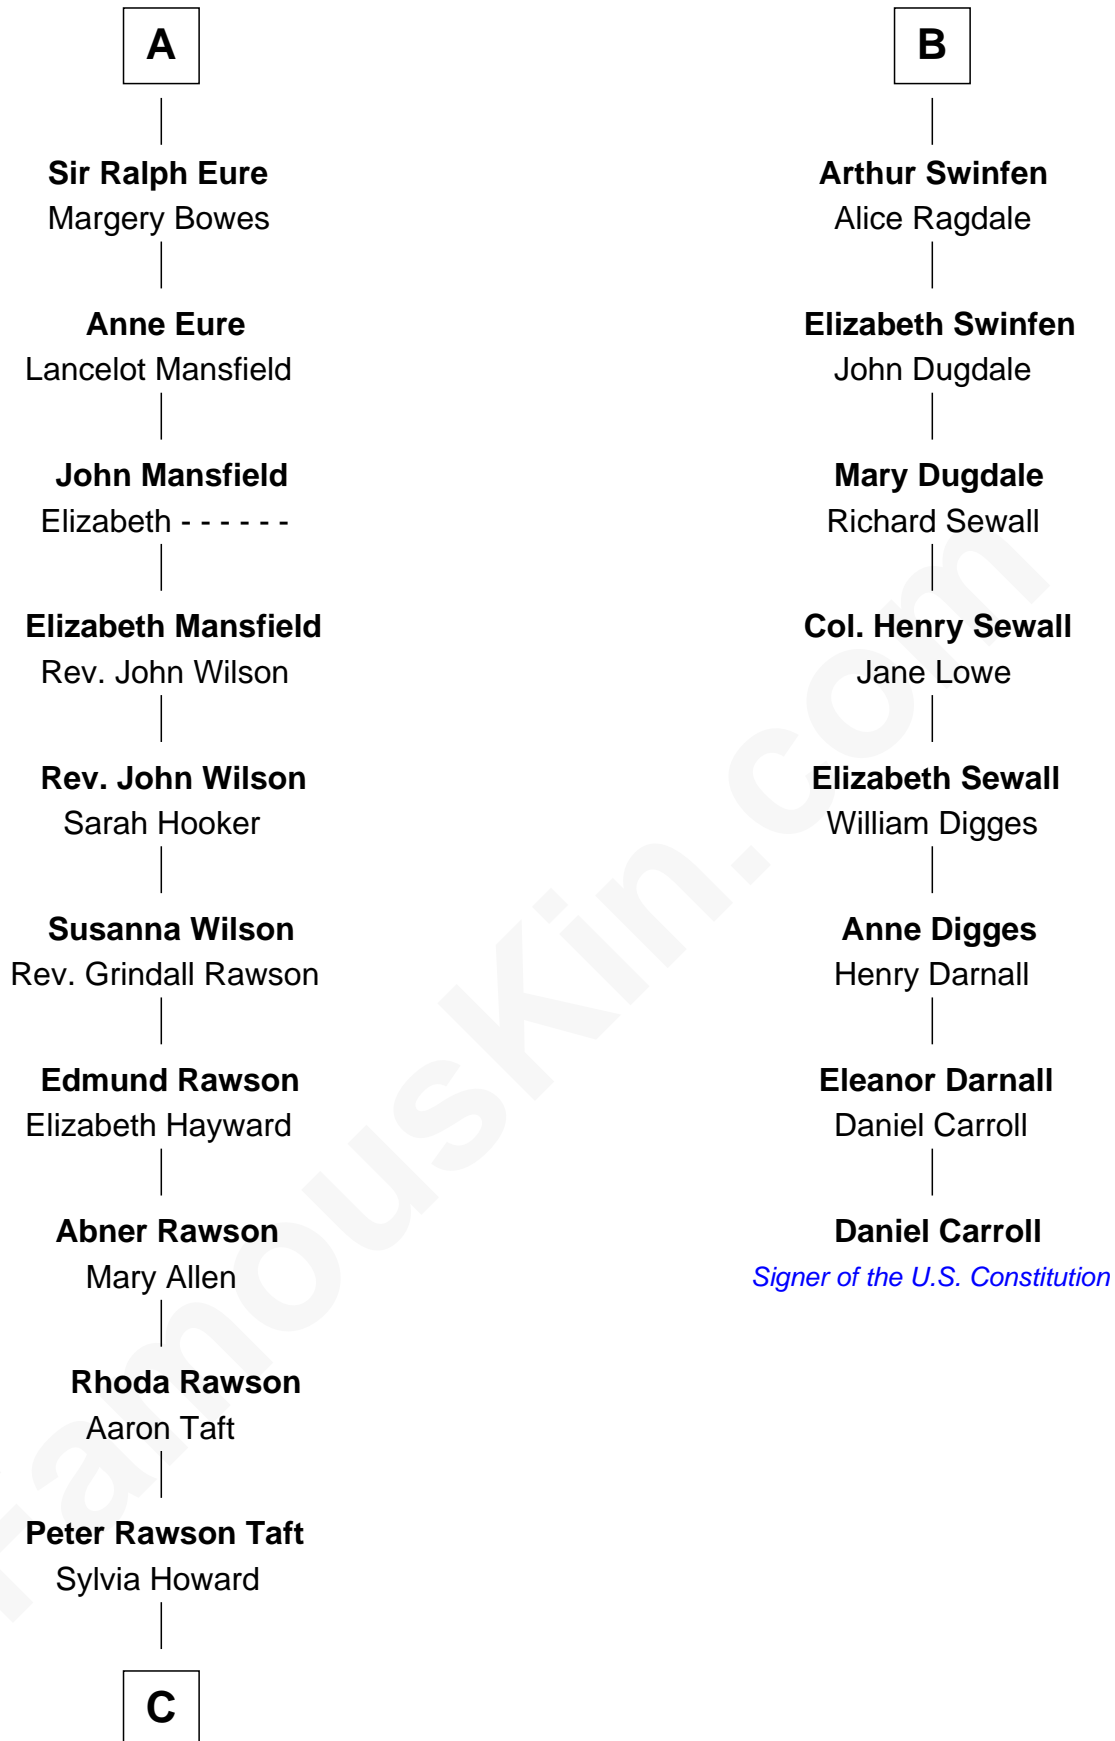 A
Sir Ralph Eure
Margery Bowes
Anne Eure
Lancelot Mansfield
John Mansfield
Elizabeth - - - - - -
Elizabeth Mansfield
Rev. John Wilson
Rev. John Wilson
Sarah Hooker
Susanna Wilson
Rev. Grindall Rawson
Edmund Rawson
Elizabeth Hayward
Abner Rawson
Mary Allen
Rhoda Rawson
Aaron Taft
Peter Rawson Taft
Sylvia Howard
C
B
Arthur Swinfen
Alice Ragdale
Elizabeth Swinfen
John Dugdale
Mary Dugdale
Richard Sewall
Col. Henry Sewall
Jane Lowe
Elizabeth Sewall
William Digges
Anne Digges
Henry Darnall
Eleanor Darnall
Daniel Carroll
Daniel Carroll
Signer of the U.S. Constitution
FamousKin.com